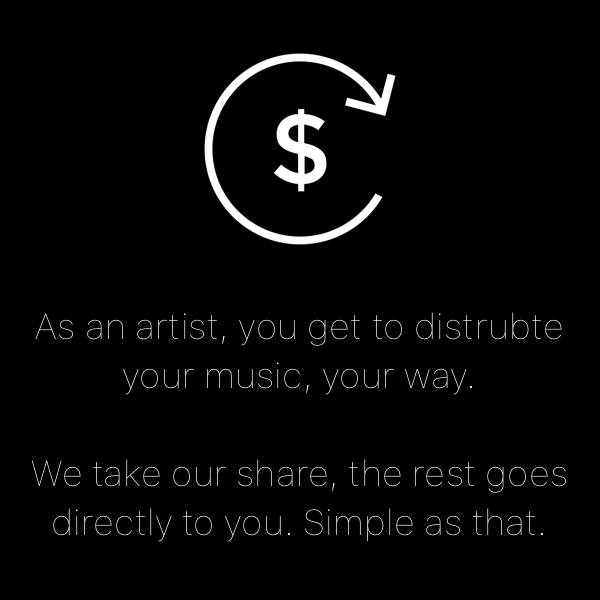 $
As an artist, you get to distrubte
your music, your way.
We take our share, the rest goes
directly to you. Simple as that.